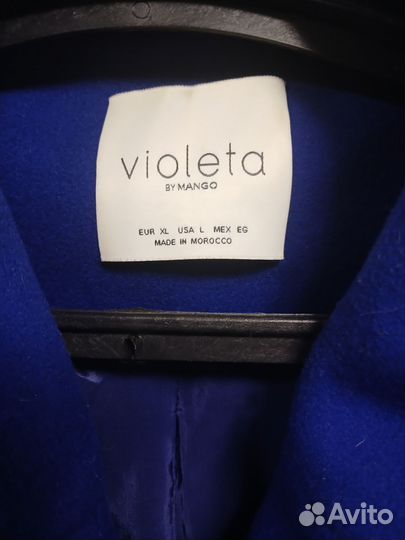 violeta
BY MANGO
EUR XL USA L MEX EG
MADE IN MOROCCO
Avito